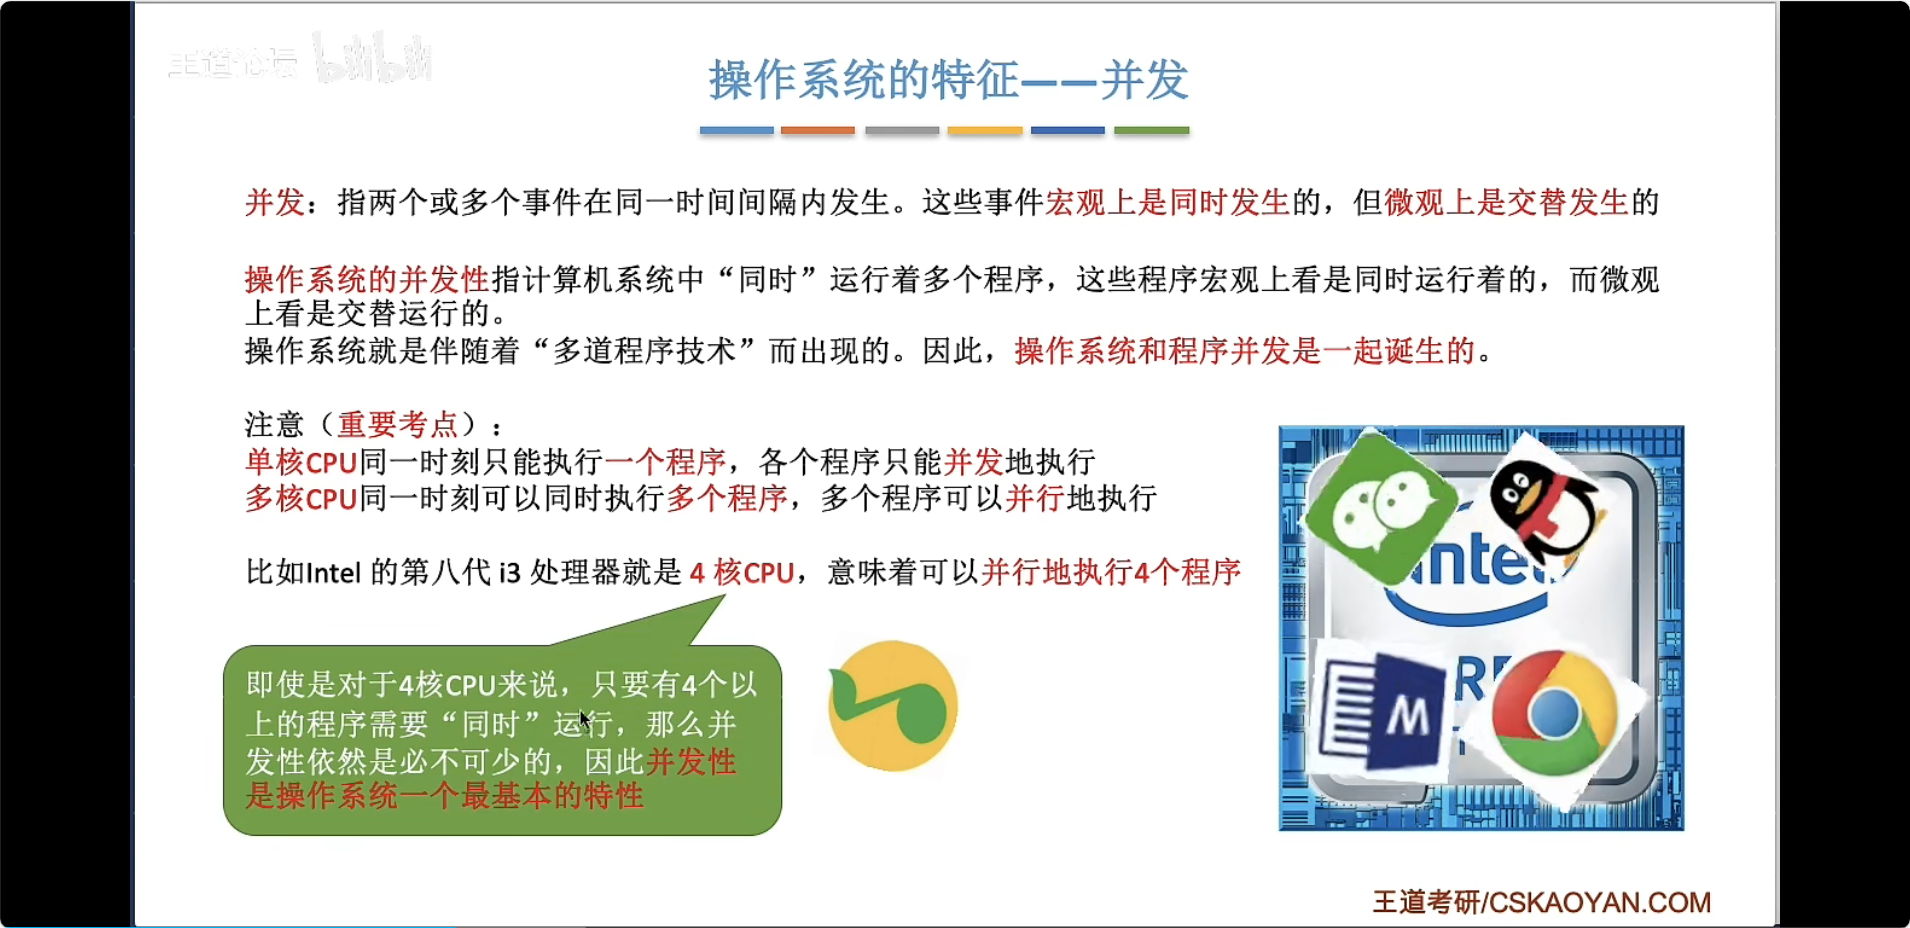 王道论坛 bilibili
操作系统的特征——并发
并发：指两个或多个事件在同一时间间隔内发生。这些事件宏观上是同时发生的，但微观上是交替发生的
操作系统的并发性指计算机系统中“同时”运行着多个程序，这些程序宏观上看是同时运行着的，而微观
上看是交替运行的。
操作系统就是伴随着“多道程序技术”而出现的。因此，操作系统和程序并发是一起诞生的。
注意（重要考点）：
单核CPU同一时刻只能执行一个程序，各个程序只能并发地执行
多核CPU同一时刻可以同时执行多个程序，多个程序可以并行地执行
比如Intel 的第八代 i3 处理器就是 4 核CPU，意味着可以并行地执行4个程序
即使是对于4核CPU来说，只要有4个以
上的程序需要“同时”运行，那么并
发性依然是必不可少的，因此并发性
是操作系统一个最基本的特性
W
王道考研/CSKAOYAN.COM